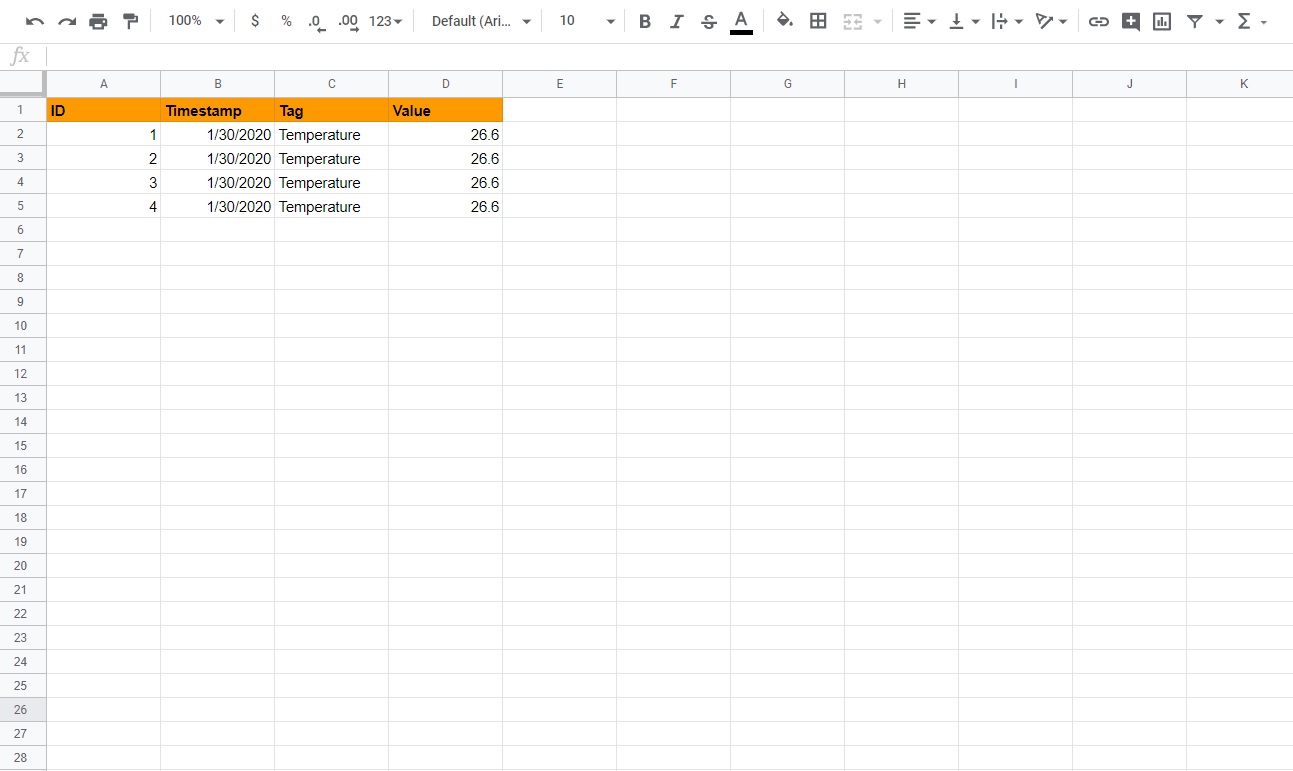 100% $ % .0 .00 123 Default (Ari... 10 B I S A Σ
fx
A B C D E F G H I J K
1 ID Timestamp Tag Value
2 1 1/30/2020 Temperature 26.6
3 2 1/30/2020 Temperature 26.6
4 3 1/30/2020 Temperature 26.6
5 4 1/30/2020 Temperature 26.6
6
7
8
9
10
11
12
13
14
15
16
17
18
19
20
21
22
23
24
25
26
27
28